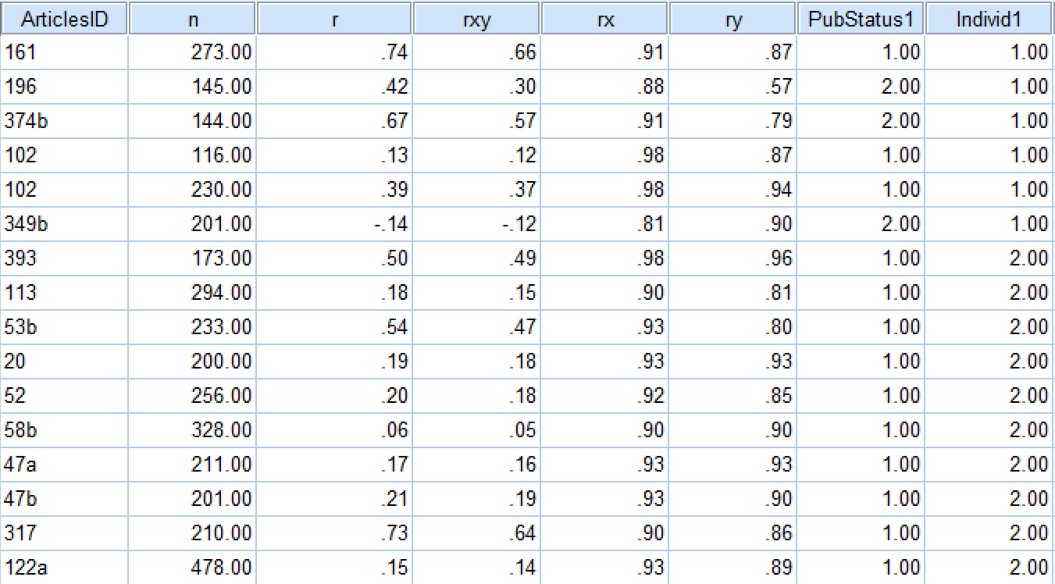 ArticlesID n r rxy rx ry PubStatus1 Individ1
161 273.00 .74 .66 .91 .87 1.00 1.00
196 145.00 .42 .30 .88 .57 2.00 1.00
374b 144.00 .67 .57 .91 .79 2.00 1.00
102 116.00 .13 .12 .98 .87 1.00 1.00
102 230.00 .39 .37 .98 .94 1.00 1.00
349b 201.00 -.14 -.12 .81 .90 2.00 1.00
393 173.00 .50 .49 .98 .96 1.00 2.00
113 294.00 .18 .15 .90 .81 1.00 2.00
53b 233.00 .54 .47 .93 .80 1.00 2.00
20 200.00 .19 .18 .93 .93 1.00 2.00
52 256.00 .20 .18 .92 .85 1.00 2.00
58b 328.00 .06 .05 .90 .90 1.00 2.00
47a 211.00 .17 .16 .93 .93 1.00 2.00
47b 201.00 .21 .19 .93 .90 1.00 2.00
317 210.00 .73 .64 .90 .86 1.00 2.00
122a 478.00 .15 .14 .93 .89 1.00 2.00